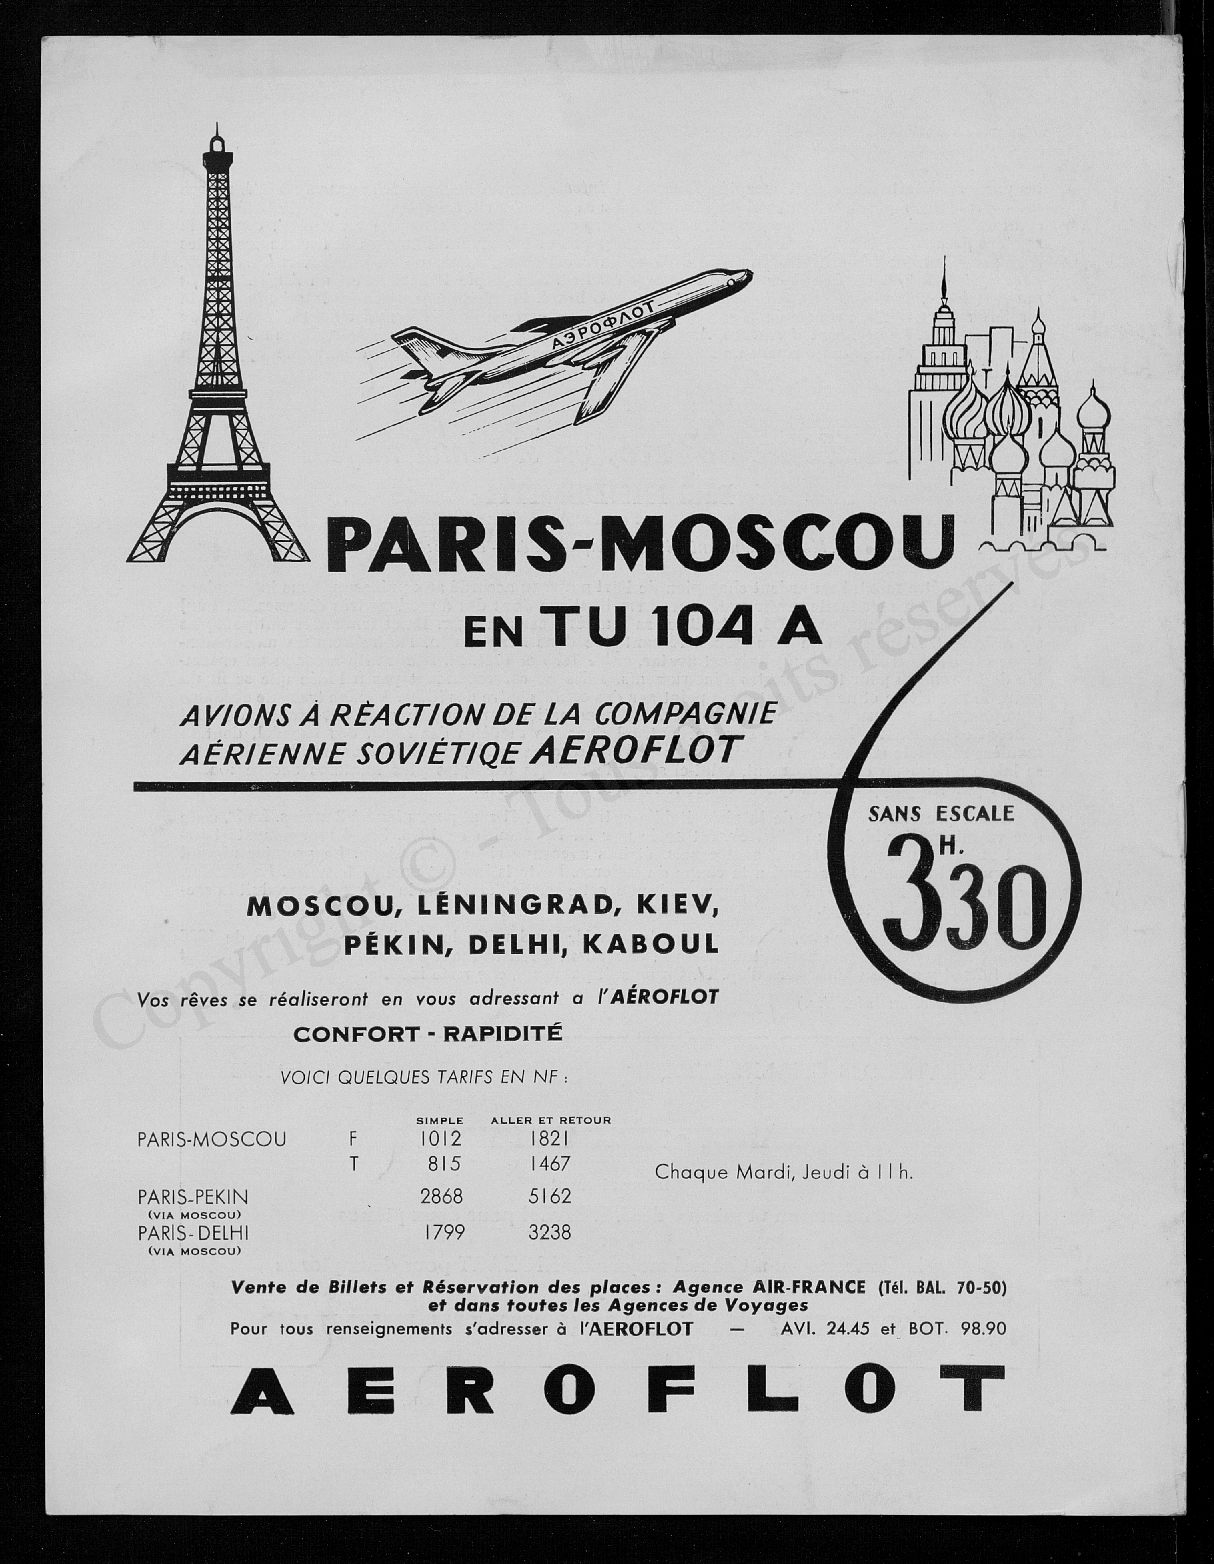 АЭРОФЛОТ
PARIS-MOSCOU
EN TU 104 A
AVIONS À RÉACTION DE LA COMPAGNIE
AÉRIENNE SOVIÉTIQE AEROFLOT
SANS ESCALE
3H.30
MOSCOU, LÉNINGRAD, KIEV,
PÉKIN, DELHI, KABOUL
Vos rêves se réaliseront en vous adressant a l'AÉROFLOT
CONFORT - RAPIDITÉ
VOICI QUELQUES TARIFS EN NF :
SIMPLE ALLER ET RETOUR
PARIS-MOSCOU F 1012 1821
T 815 1467
Chaque Mardi, Jeudi à 11h.
PARIS-PEKIN 2868 5162
(VIA MOSCOU)
PARIS-DELHI 1799 3238
(VIA MOSCOU)
Vente de Billets et Réservation des places : Agence AIR-FRANCE (Tél. BAL. 70-50)
et dans toutes les Agences de Voyages
Pour tous renseignements s'adresser à l'AEROFLOT — AVI. 24.45 et BOT. 98.90
AEROFLOT
Copyright © - Tous droits réservés